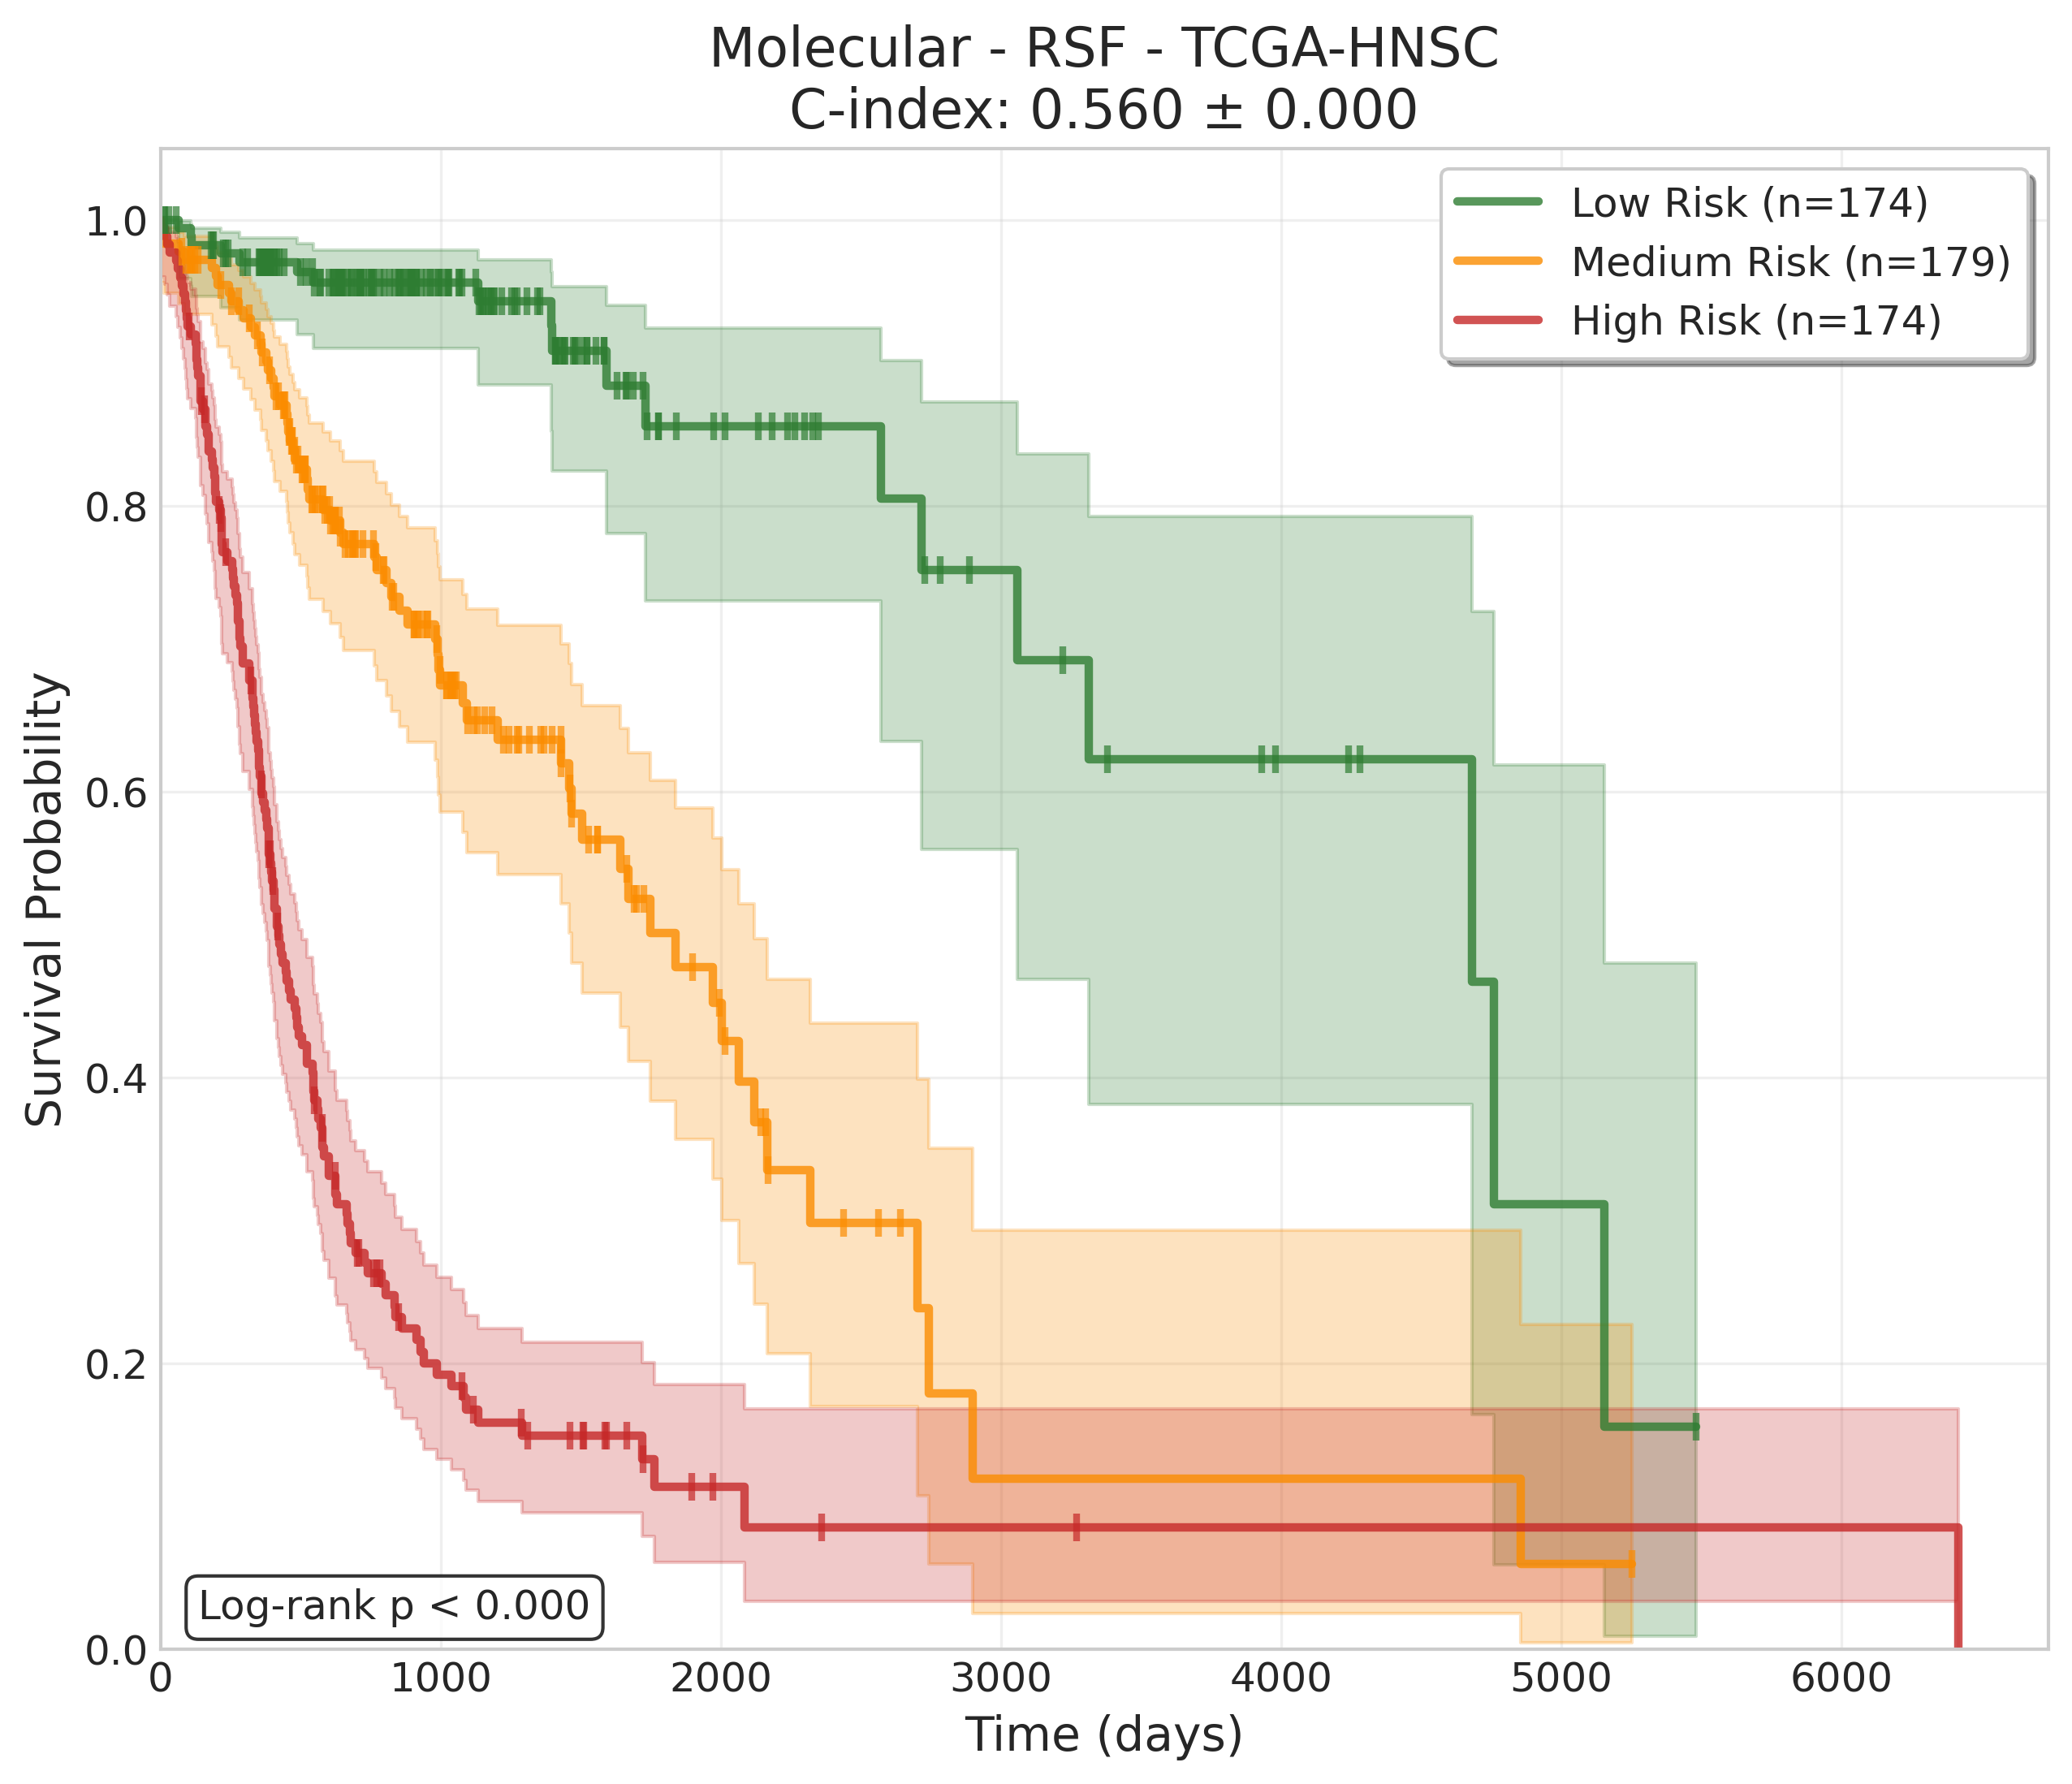 Molecular - RSF - TCGA-HNSC
C-index: 0.560 ± 0.000
Low Risk (n=174)
Medium Risk (n=179)
High Risk (n=174)
Survival Probability
1.0
0.8
0.6
0.4
0.2
0.0
Log-rank p < 0.000
0 1000 2000 3000 4000 5000 6000
Time (days)